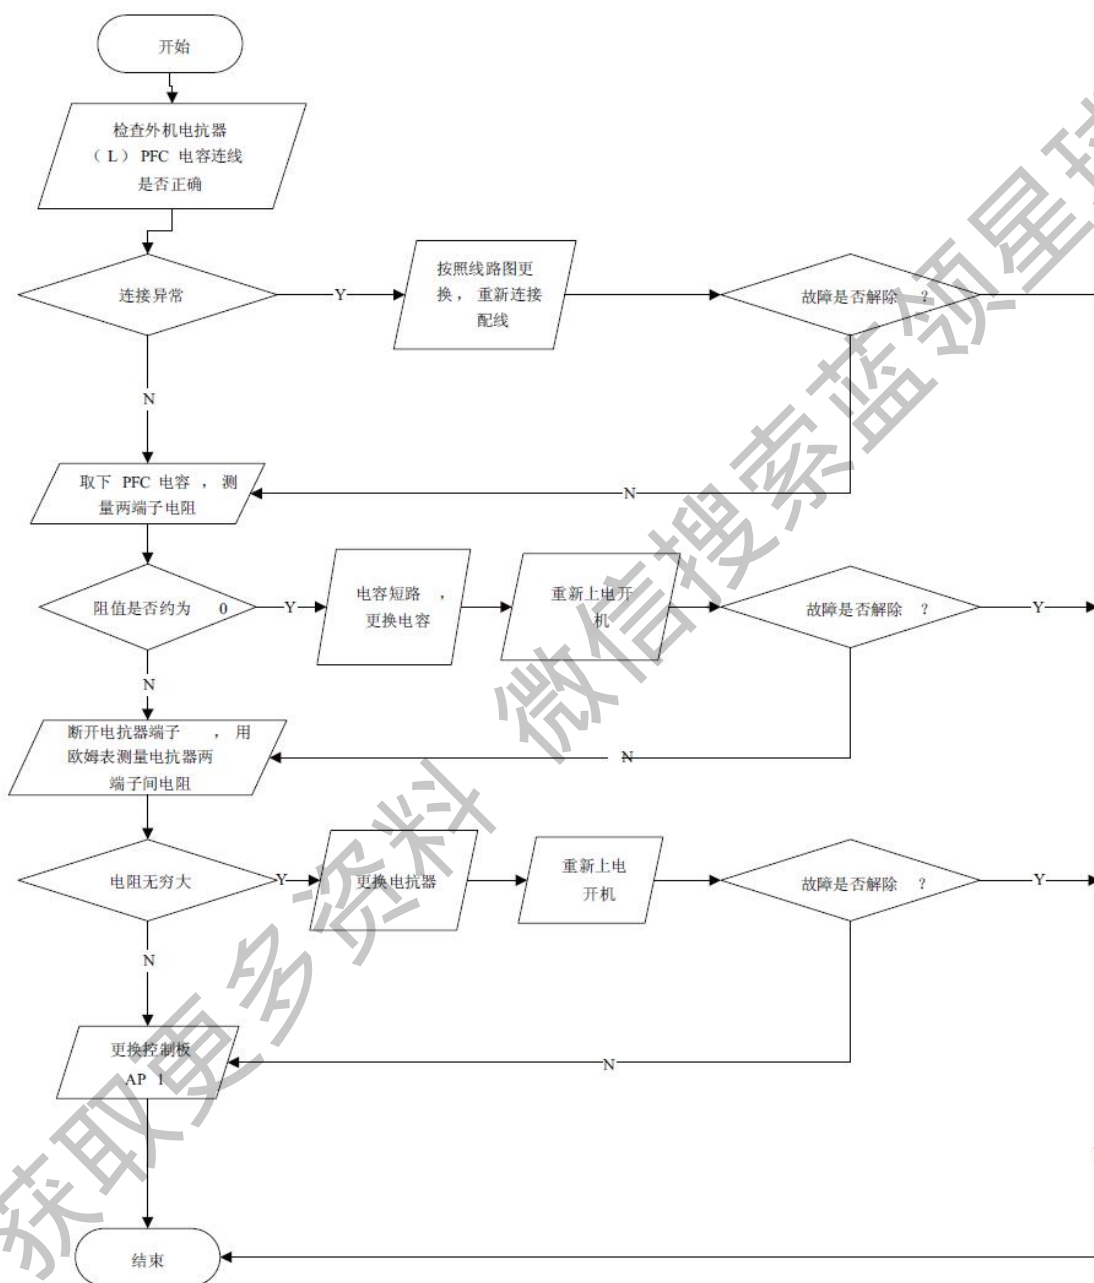 开始
检查外机电抗器
（ L ） PFC 电容连线
是否正确
连接异常
Y
按照线路图更
换 ， 重新连接
配线
故障是否解除 ？
N
取下 PFC 电容 ， 测
量两端子电阻
N
阻值是否约为 0
Y
电容短路 ，
更换电容
重新上电开
机
故障是否解除 ？
Y
N
断开电抗器端子 ， 用
欧姆表测量电抗器两
端子间电阻
N
电阻无穷大
Y
更换电抗器
重新上电
开机
故障是否解除 ？
Y
N
更换控制板
AP 1
N
结束
获取更多资料 微信搜索蓝领星球